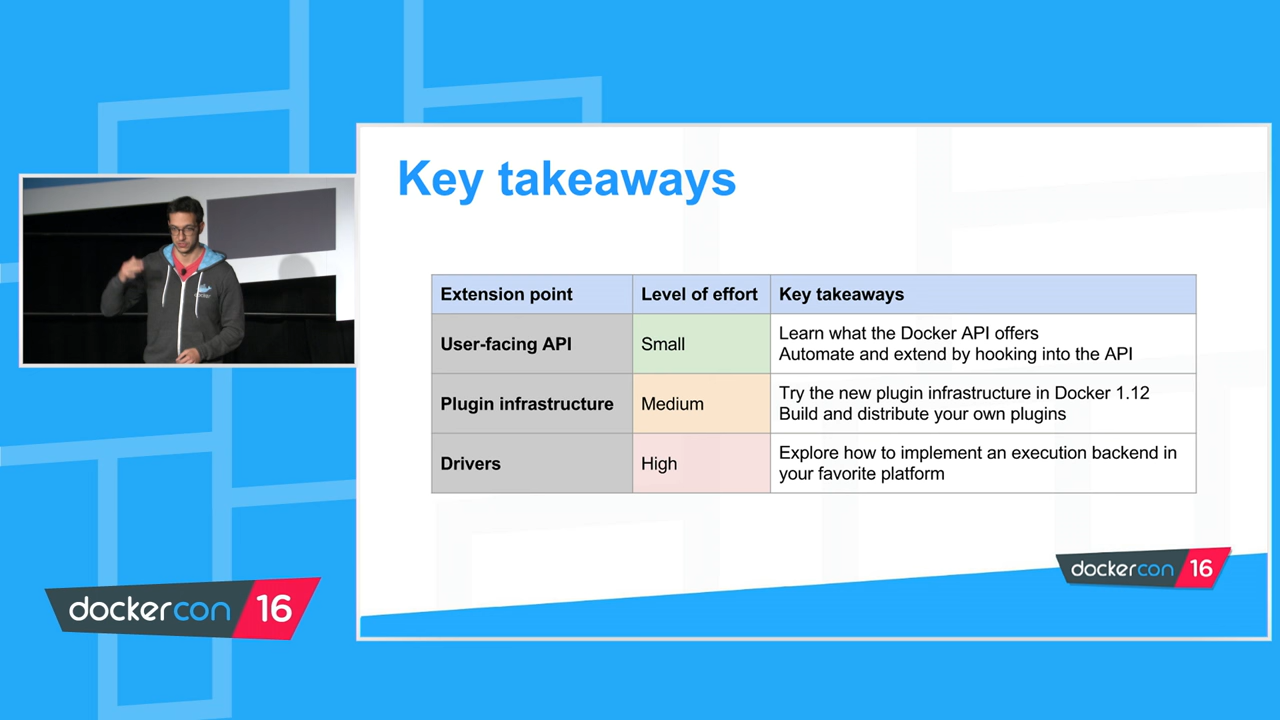 Key takeaways
Extension point Level of effort Key takeaways
User-facing API Small Learn what the Docker API offers
Automate and extend by hooking into the API
Plugin infrastructure Medium Try the new plugin infrastructure in Docker 1.12
Build and distribute your own plugins
Drivers High Explore how to implement an execution backend in
your favorite platform
dockercon 16
dockercon 16